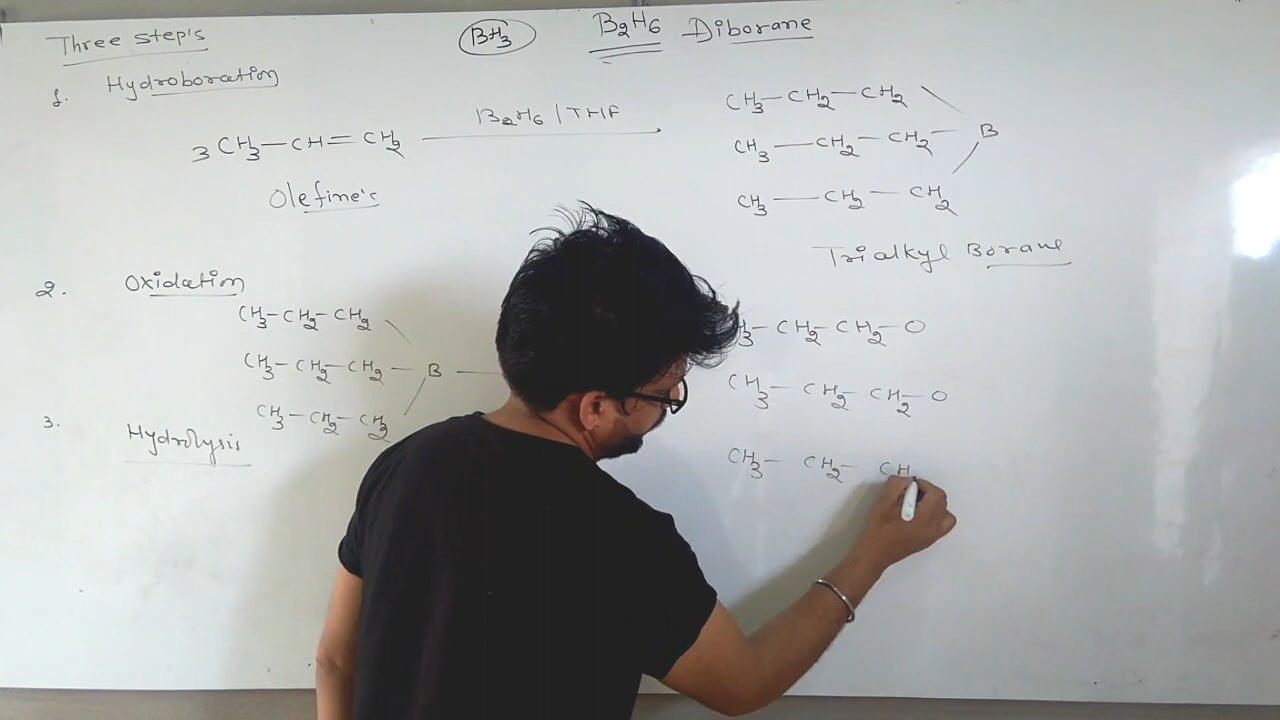 Three step's
BH3 B2H6 Diborane
1. Hydroboration
3 CH3-CH=CH2 B2H6/THF
CH3-CH2-CH2
CH3-CH2-CH2-B
CH3-CH2-CH2
Olefine's
Trialkyl Borane
2. Oxidation
CH3-CH2-CH2
CH3-CH2-CH2-B
CH3-CH2-CH2
H3-CH2-CH2-O
CH3-CH2-CH2-O
CH3-CH2-CH
3. Hydrolysis